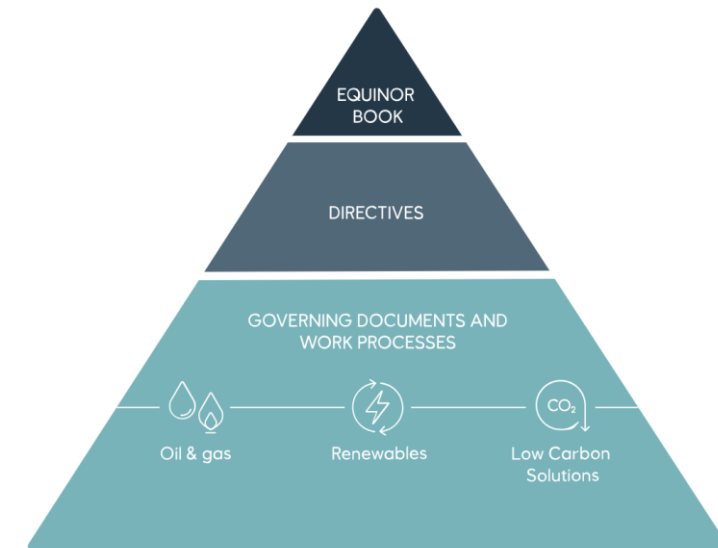 EQUINOR
BOOK
DIRECTIVES
GOVERNING DOCUMENTS AND
WORK PROCESSES
CO₂
Oil & gas
Renewables
Low Carbon
Solutions